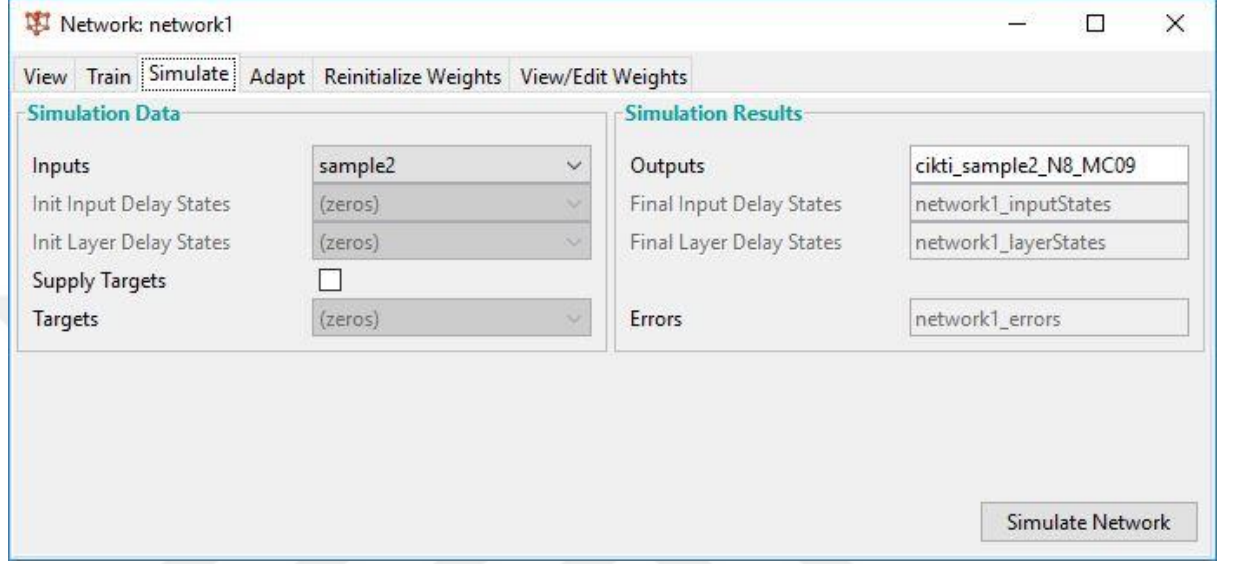 Network: network1
View Train Simulate Adapt Reinitialize Weights View/Edit Weights
Simulation Data
Inputs sample2
Init Input Delay States (zeros)
Init Layer Delay States (zeros)
Supply Targets
Targets (zeros)
Simulation Results
Outputs cikti_sample2_N8_MC09
Final Input Delay States network1_inputStates
Final Layer Delay States network1_layerStates
Errors network1_errors
Simulate Network